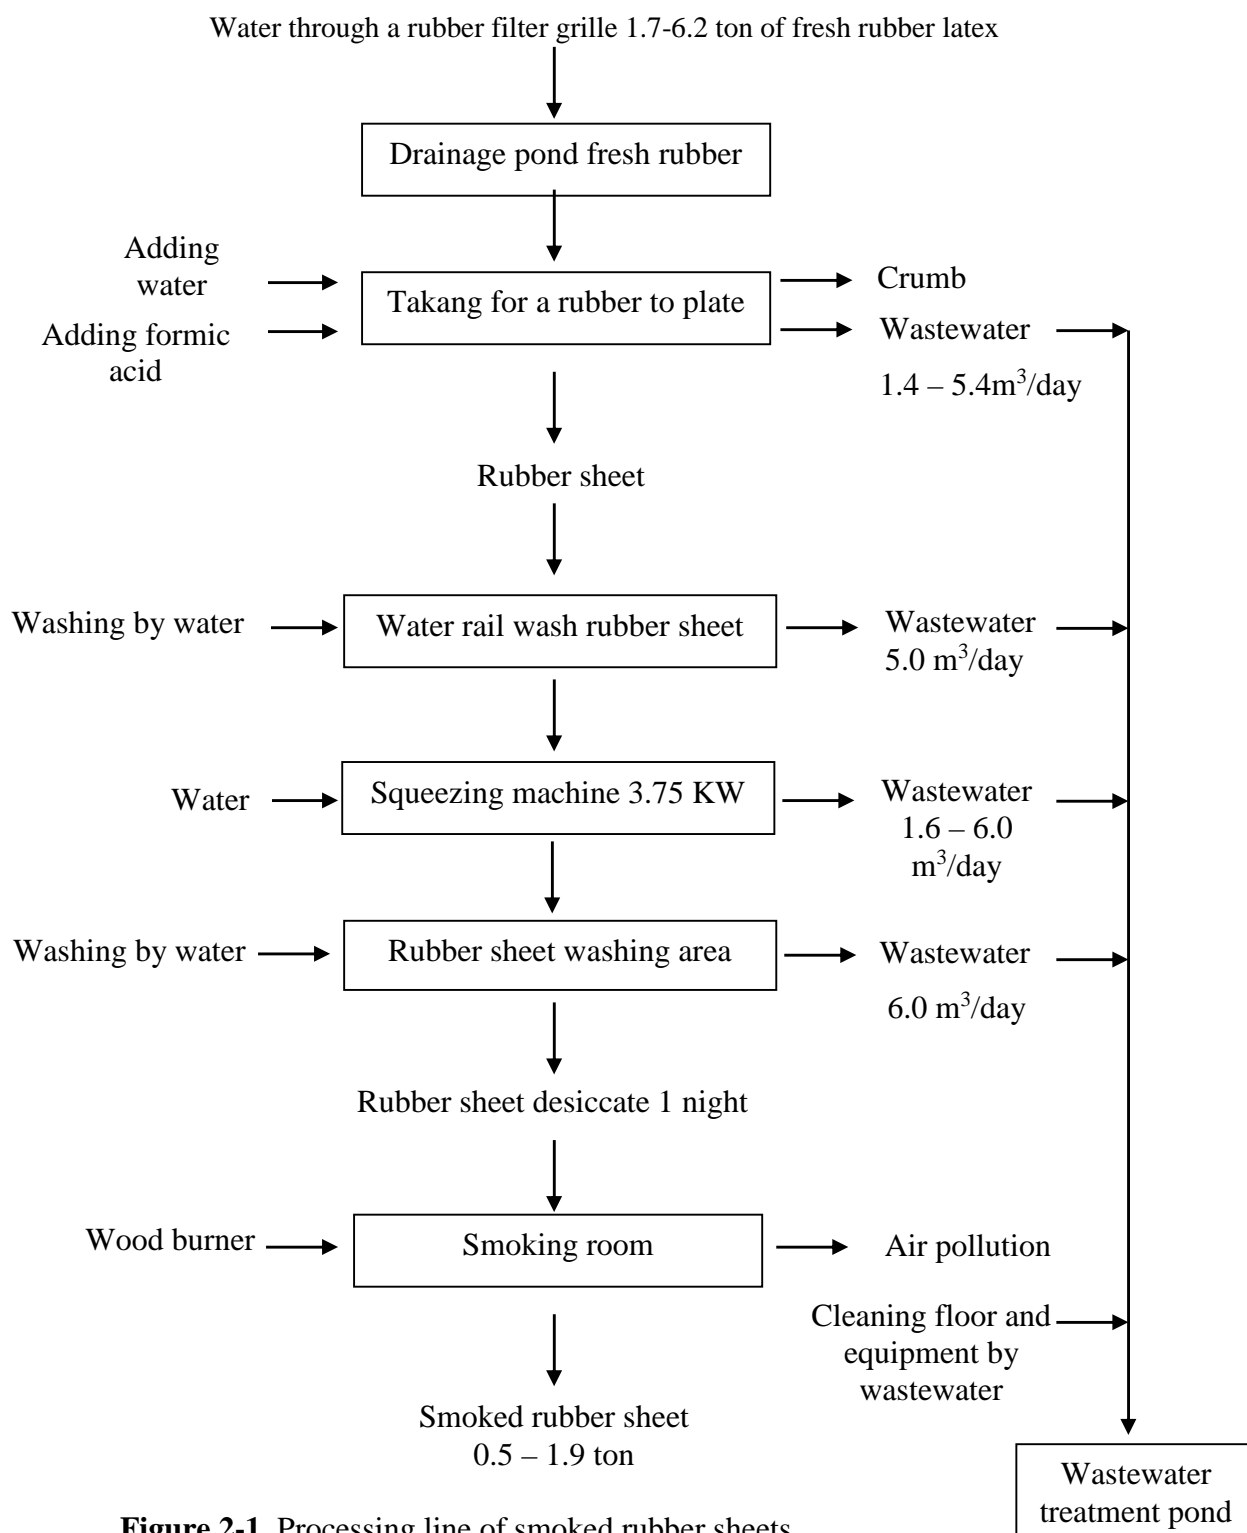 Water through a rubber filter grille 1.7-6.2 ton of fresh rubber latex
Drainage pond fresh rubber
Adding
water
Adding formic
acid
Takang for a rubber to plate
Crumb
Wastewater
1.4 – 5.4m³/day
Rubber sheet
Washing by water
Water rail wash rubber sheet
Wastewater
5.0 m³/day
Water
Squeezing machine 3.75 KW
Wastewater
1.6 – 6.0
m³/day
Washing by water
Rubber sheet washing area
Wastewater
6.0 m³/day
Rubber sheet desiccate 1 night
Wood burner
Smoking room
Air pollution
Cleaning floor and
equipment by
wastewater
Smoked rubber sheet
0.5 – 1.9 ton
Wastewater
treatment pond
Figure 2-1 Processing line of smoked rubber sheets